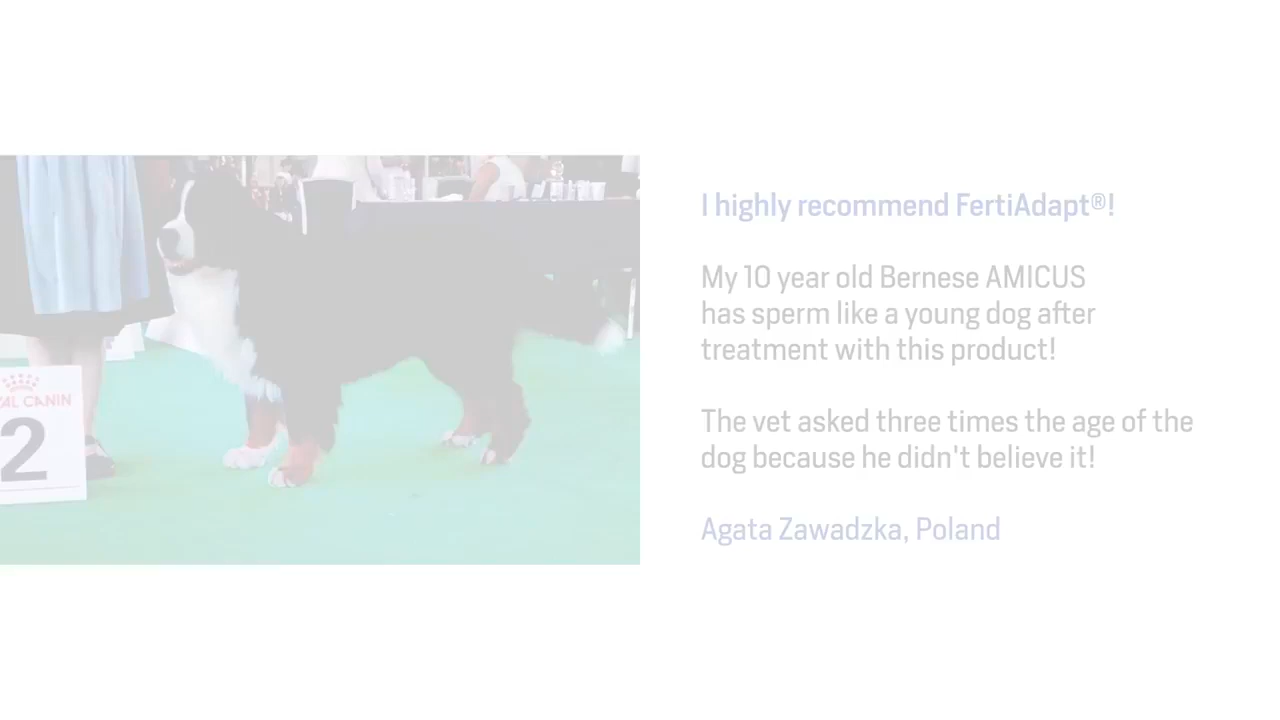 I highly recommend FertiAdapt®!
My 10 year old Bernese AMICUS
has sperm like a young dog after
treatment with this product!
The vet asked three times the age of the
dog because he didn't believe it!
Agata Zawadzka, Poland
AL CANIN
2